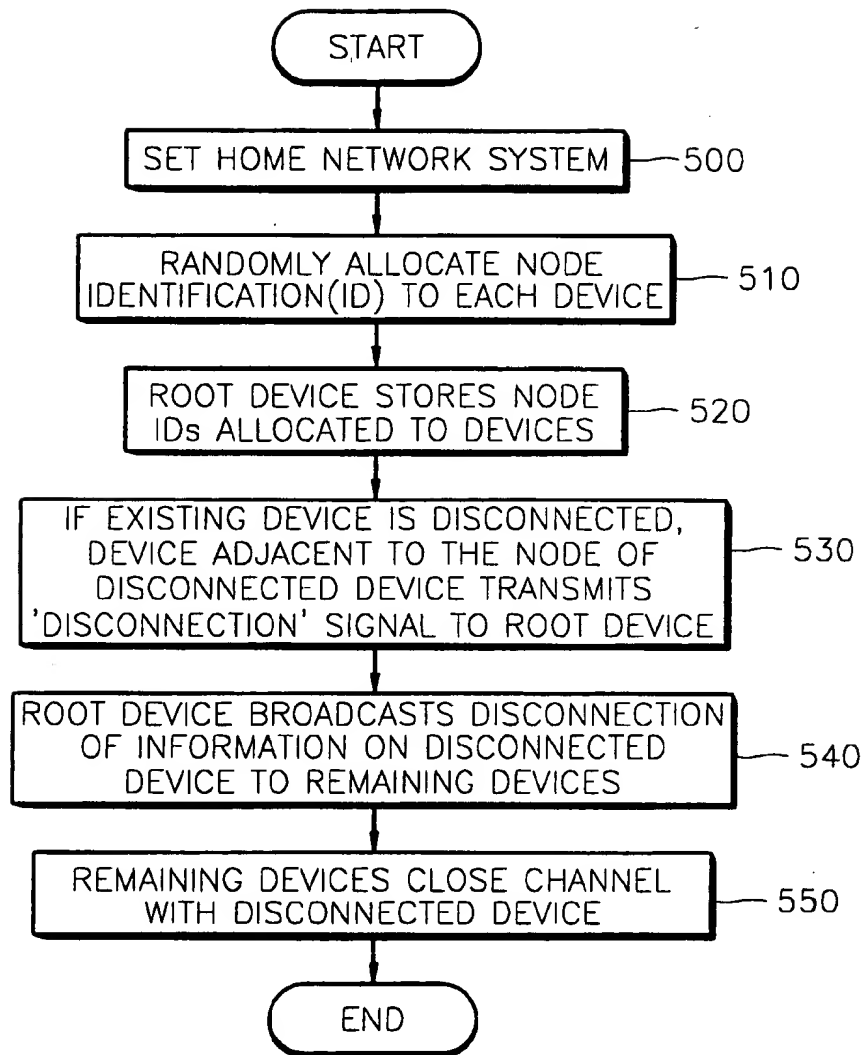 START
SET HOME NETWORK SYSTEM
500
RANDOMLY ALLOCATE NODE
IDENTIFICATION(ID) TO EACH DEVICE
510
ROOT DEVICE STORES NODE
IDs ALLOCATED TO DEVICES
520
IF EXISTING DEVICE IS DISCONNECTED,
DEVICE ADJACENT TO THE NODE OF
DISCONNECTED DEVICE TRANSMITS
'DISCONNECTION' SIGNAL TO ROOT DEVICE
530
ROOT DEVICE BROADCASTS DISCONNECTION
OF INFORMATION ON DISCONNECTED
DEVICE TO REMAINING DEVICES
540
REMAINING DEVICES CLOSE CHANNEL
WITH DISCONNECTED DEVICE
550
END